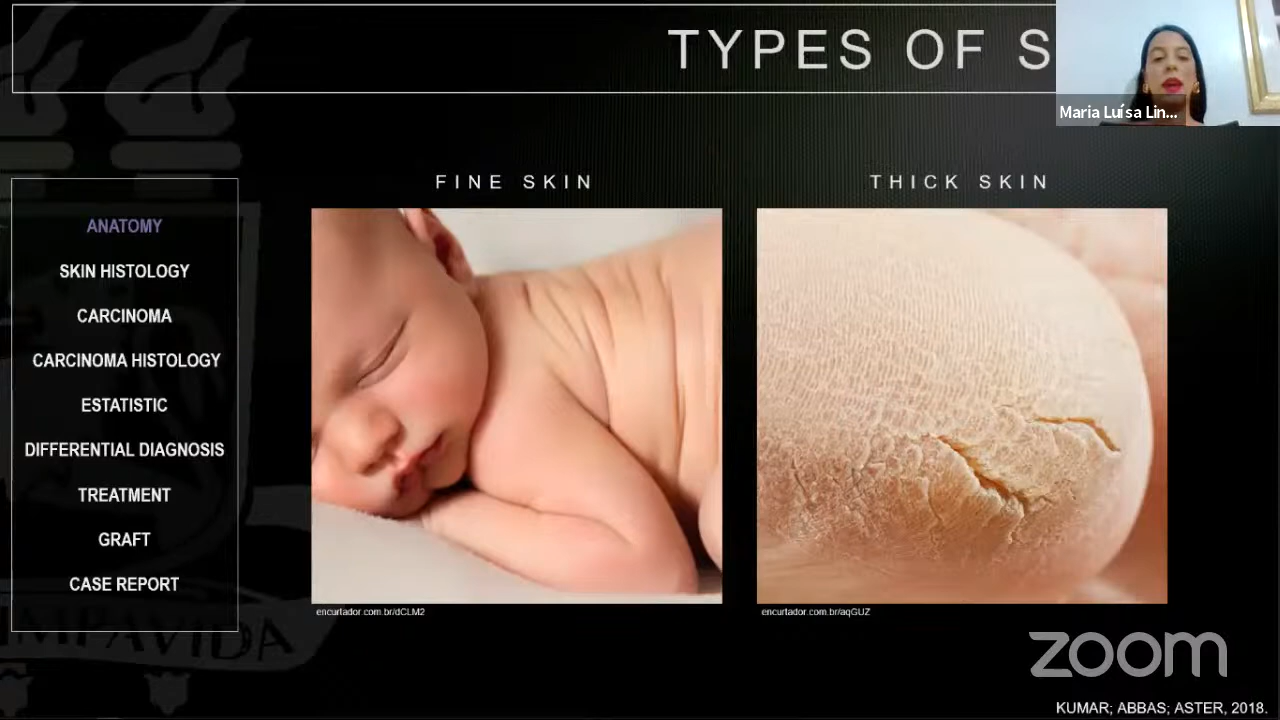 TYPES OF S
Maria Luísa Lin...
FINE SKIN
THICK SKIN
ANATOMY
SKIN HISTOLOGY
CARCINOMA
CARCINOMA HISTOLOGY
ESTATISTIC
DIFFERENTIAL DIAGNOSIS
TREATMENT
GRAFT
CASE REPORT
encurtador.com.br/dCLM2
encurtador.com.br/aqGUZ
IMPAVIDA
zoom
KUMAR; ABBAS; ASTER, 2018.